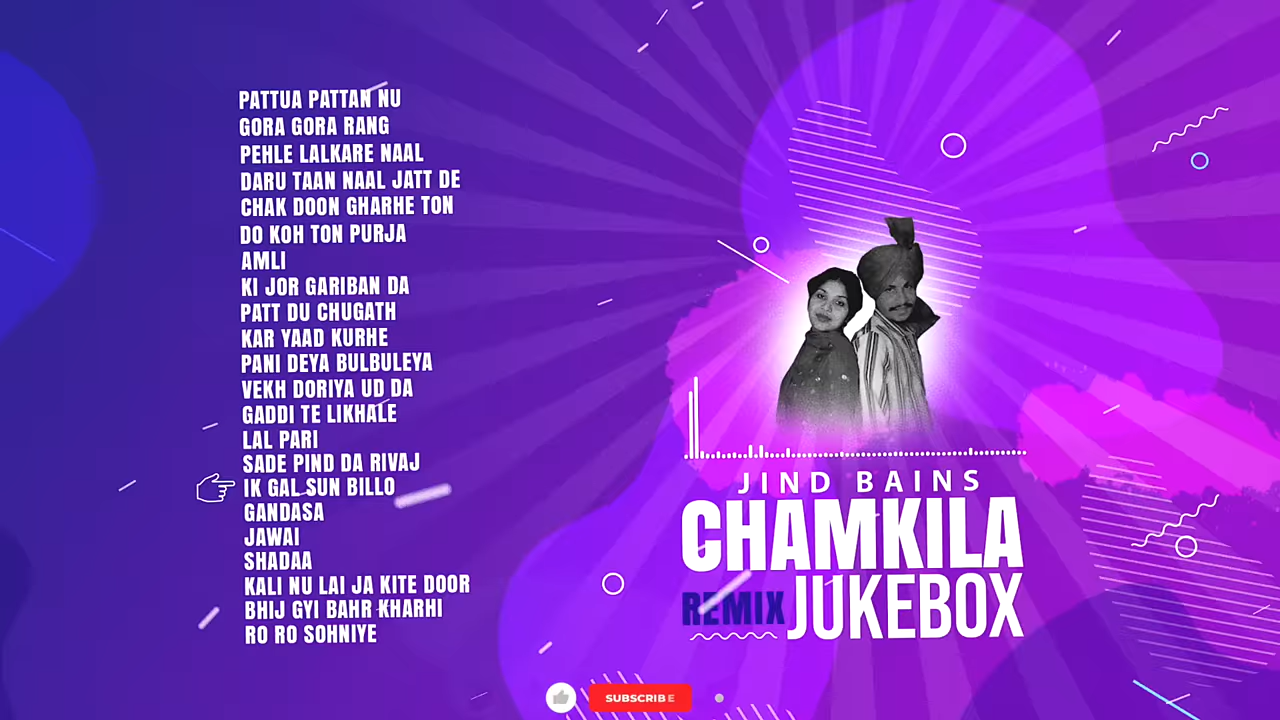 PATTUA PATTAN NU
GORA GORA RANG
PEHLE LALKARE NAAL
DARU TAAN NAAL JATT DE
CHAK DOON GHARHE TON
DO KOH TON PURJA
AMLI
KI JOR GARIBAN DA
PATT DU CHUGATH
KAR YAAD KURHE
PANI DEYA BULBULEYA
VEKH DORIYA UD DA
GADDI TE LIKHALE
LAL PARI
SADE PIND DA RIVAJ
IK GAL SUN BILLO
GANDASA
JAWAI
SHADAA
KALI NU LAI JA KITE DOOR
BHIJ GYI BAHR KHARHI
RO RO SOHNIYE
JIND BAINS
CHAMKILA
REMIX JUKEBOX
SUBSCRIBE